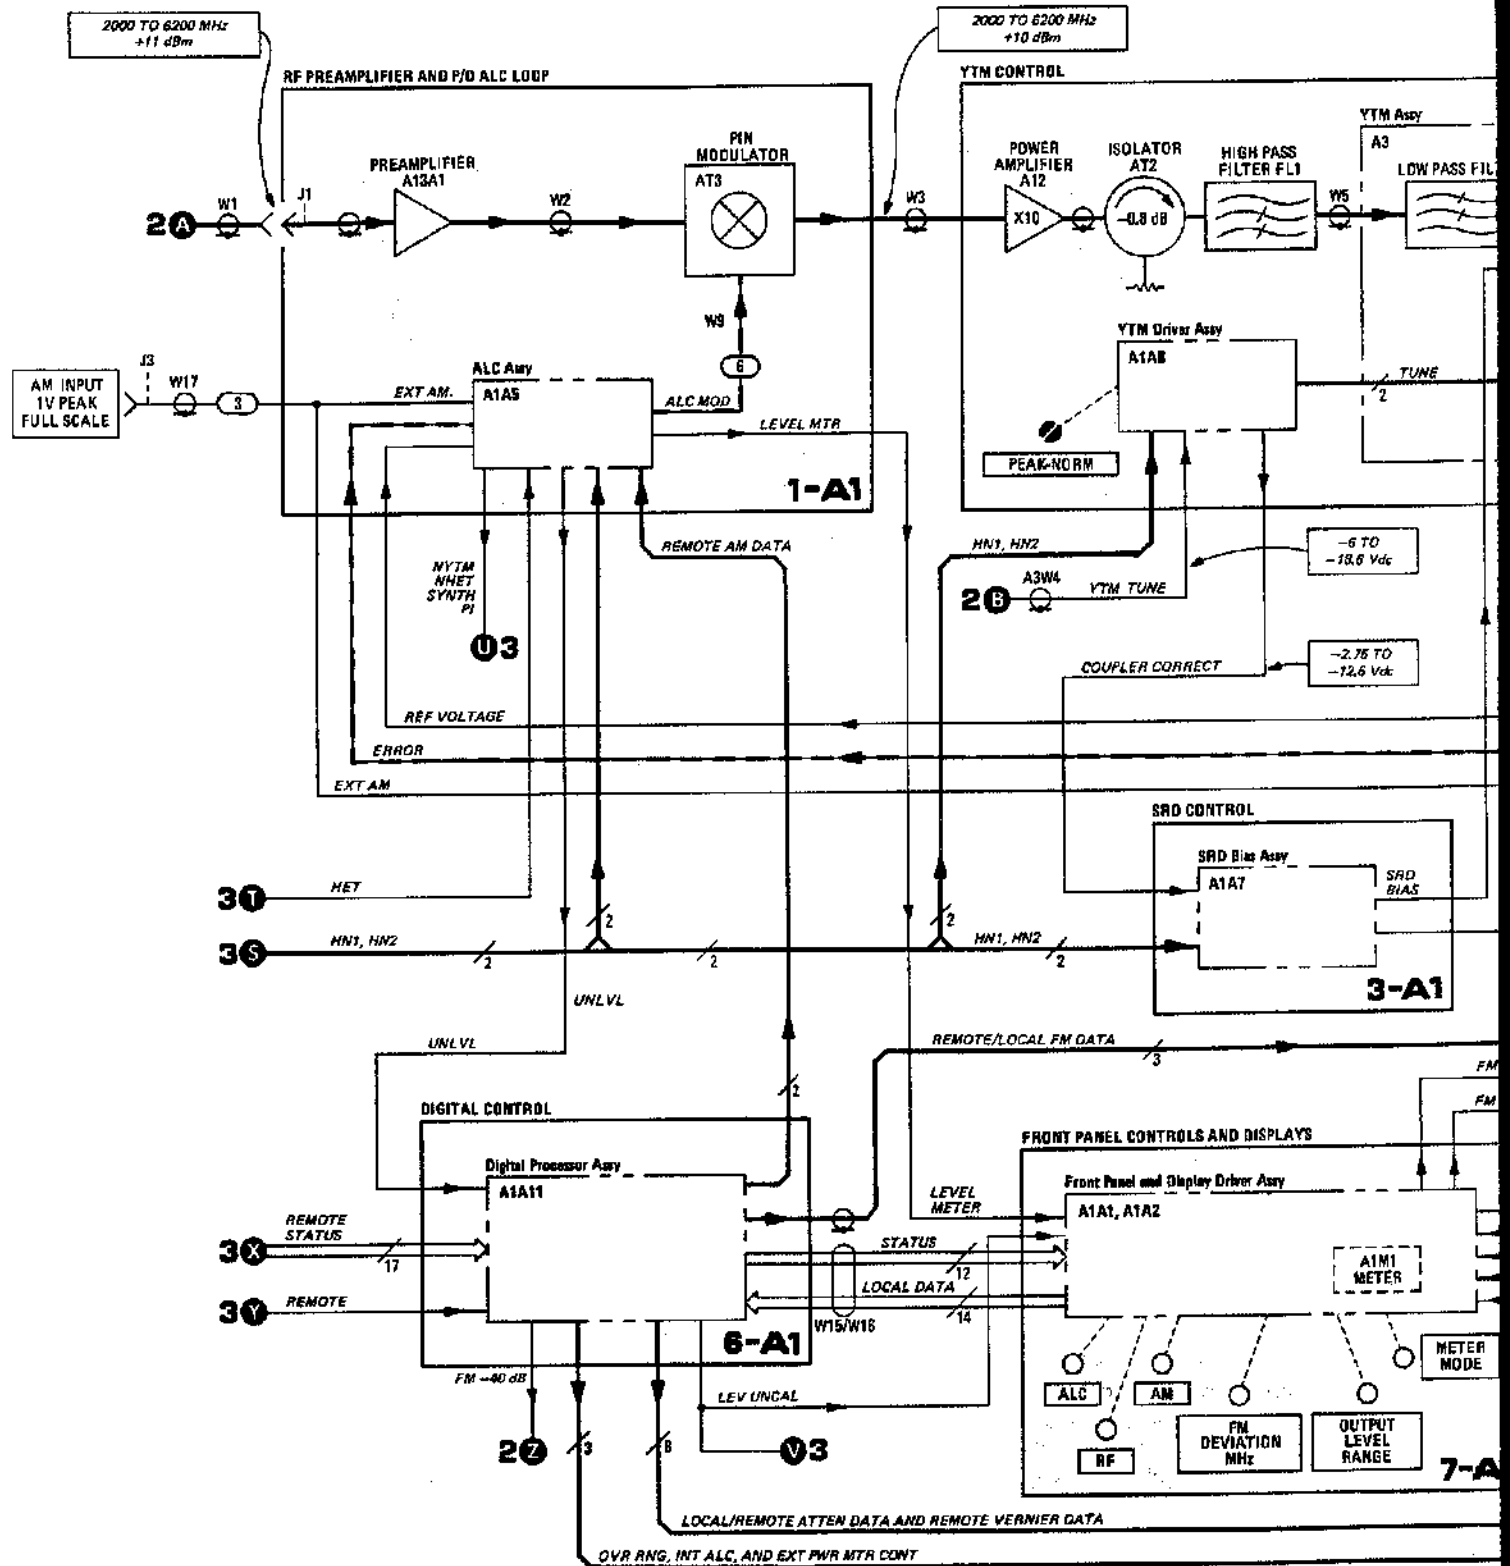 2000 TO 6200 MHz
+11 dBm
2000 TO 6200 MHz
+10 dBm
RF PREAMPLIFIER AND P/O ALC LOOP
YTM CONTROL
YTM Assy
A3
PIN
MODULATOR
AT3
PREAMPLIFIER
A13A1
POWER
AMPLIFIER
A12
X10
ISOLATOR
AT2
-0.8 dB
HIGH PASS
FILTER FL1
LOW PASS FIL
2 A
W1
J1
W2
W3
W5
W9
6
YTM Driver Assy
A1A8
TUNE
2
PEAK-NORM
AM INPUT
1V PEAK
FULL SCALE
J3
W17
3
EXT AM.
ALC Assy
A1A5
ALC MOD
LEVEL MTR
1-A1
REMOTE AM DATA
HN1, HN2
-6 TO
Vdc
NYTM
NHET
SYNTH
PI
U 3
2 B
A3W4
YTM TUNE
-2.75 TO
-12.6 Vdc
COUPLER CORRECT
REF VOLTAGE
ERROR
EXT AM
SRD CONTROL
SRD Bias Assy
A1A7
SRD
BIAS
3 T
HET
2
2
3 S
HN1, HN2
2
2
HN1, HN2
2
3-A1
UNLVL
UNLVL
REMOTE/LOCAL FM DATA
3
FM
FM
2
DIGITAL CONTROL
Digital Processor Assy
A1A11
FRONT PANEL CONTROLS AND DISPLAYS
Front Panel and Display Driver Assy
A1A1, A1A2
LEVEL
METER
REMOTE
STATUS
3 X
17
STATUS
12
A1M1
METER
3 Y
REMOTE
LOCAL DATA
14
W15/W16
6-A1
METER
MODE
FM -40 dB
LEV UNCAL
ALC
AM
RF
FM
DEVIATION
MHz
OUTPUT
LEVEL
RANGE
2 Z
3
8
V 3
7-A
LOCAL/REMOTE ATTEN DATA AND REMOTE VERNIER DATA
OVR RNG, INT ALC, AND EXT PWR MTR CONT